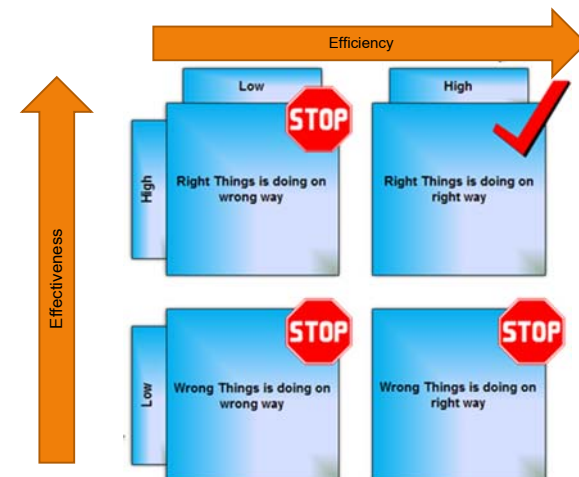 Efficiency
Low
High
STOP
High
Right Things is doing on
wrong way
Right Things is doing on
right way
Effectiveness
STOP
STOP
Low
Wrong Things is doing on
wrong way
Wrong Things is doing on
right way